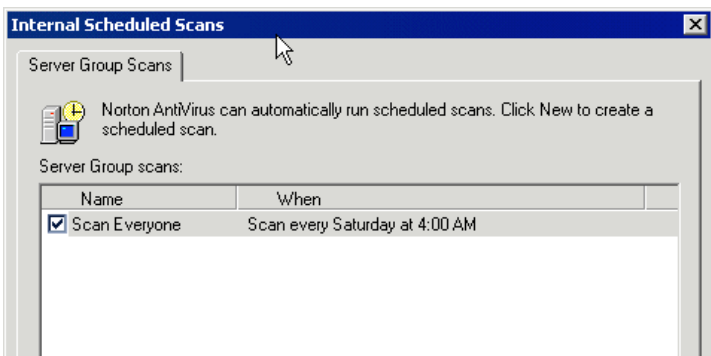 Internal Scheduled Scans
Server Group Scans
Norton AntiVirus can automatically run scheduled scans. Click New to create a
scheduled scan.
Server Group scans:
Name When
Scan Everyone Scan every Saturday at 4:00 AM